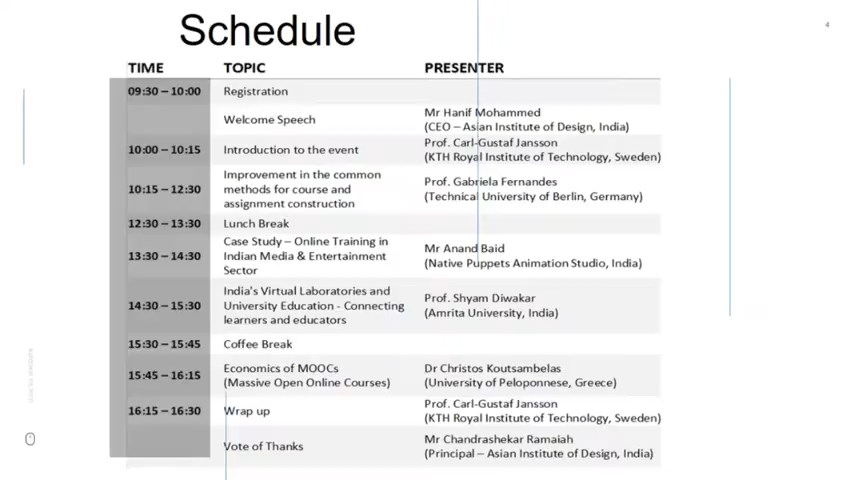 Schedule
4
TIME TOPIC PRESENTER
09:30 – 10:00 Registration
Welcome Speech
Mr Hanif Mohammed
(CEO – Asian Institute of Design, India)
10:00 – 10:15 Introduction to the event
Prof. Carl-Gustaf Jansson
(KTH Royal Institute of Technology, Sweden)
10:15 – 12:30
Improvement in the common
methods for course and
assignment construction
Prof. Gabriela Fernandes
(Technical University of Berlin, Germany)
12:30 – 13:30 Lunch Break
13:30 – 14:30
Case Study – Online Training in
Indian Media & Entertainment
Sector
Mr Anand Baid
(Native Puppets Animation Studio, India)
14:30 – 15:30
India's Virtual Laboratories and
University Education - Connecting
learners and educators
Prof. Shyam Diwakar
(Amrita University, India)
15:30 – 15:45 Coffee Break
15:45 – 16:15
Economics of MOOCs
(Massive Open Online Courses)
Dr Christos Koutsambelas
(University of Peloponnese, Greece)
16:15 – 16:30 Wrap up
Prof. Carl-Gustaf Jansson
(KTH Royal Institute of Technology, Sweden)
Vote of Thanks
Mr Chandrashekar Ramaiah
(Principal – Asian Institute of Design, India)